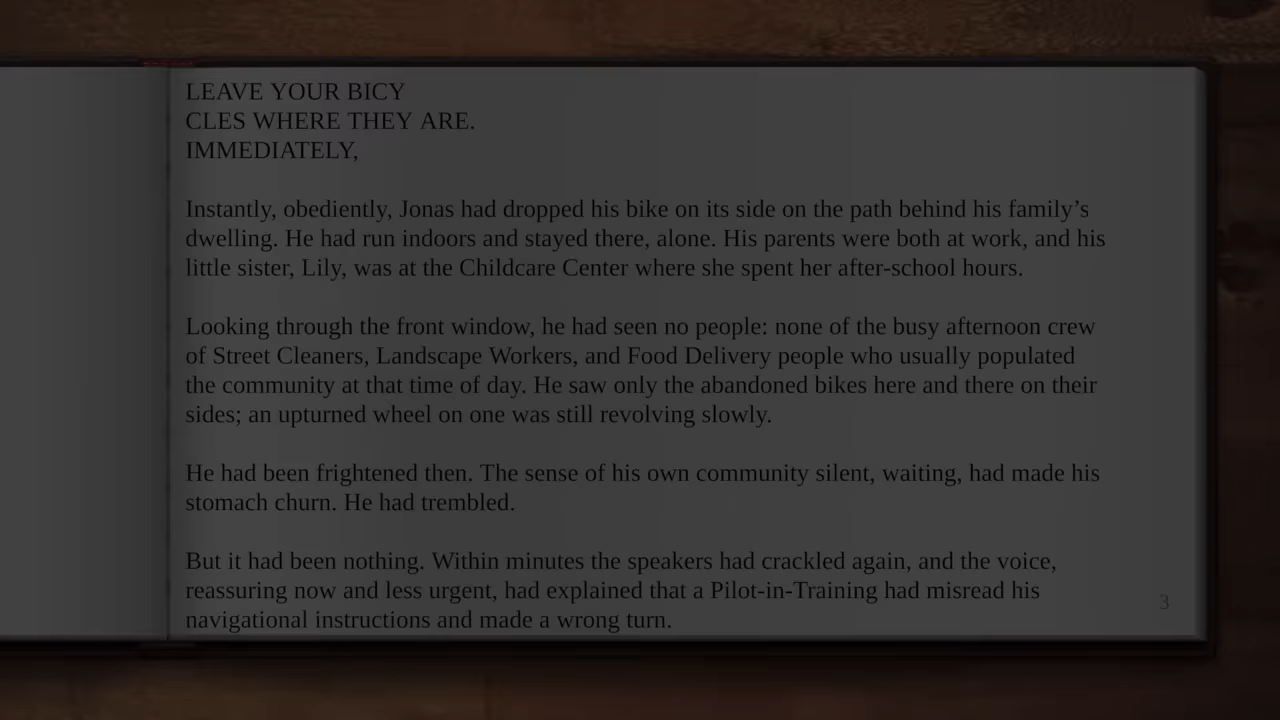 LEAVE YOUR BICY
CLES WHERE THEY ARE.
IMMEDIATELY,
Instantly, obediently, Jonas had dropped his bike on its side on the path behind his family’s
dwelling. He had run indoors and stayed there, alone. His parents were both at work, and his
little sister, Lily, was at the Childcare Center where she spent her after-school hours.
Looking through the front window, he had seen no people: none of the busy afternoon crew
of Street Cleaners, Landscape Workers, and Food Delivery people who usually populated
the community at that time of day. He saw only the abandoned bikes here and there on their
sides; an upturned wheel on one was still revolving slowly.
He had been frightened then. The sense of his own community silent, waiting, had made his
stomach churn. He had trembled.
But it had been nothing. Within minutes the speakers had crackled again, and the voice,
reassuring now and less urgent, had explained that a Pilot-in-Training had misread his
navigational instructions and made a wrong turn.
3